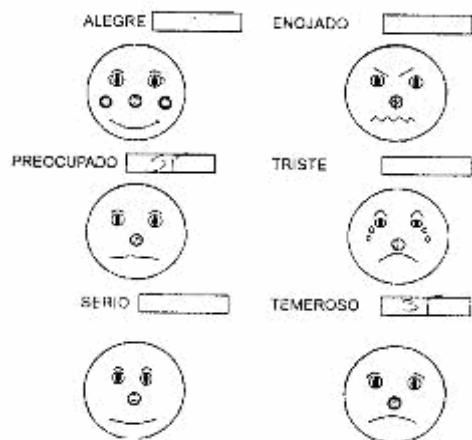 ALEGRE
ENOJADO
PREOCUPADO
TRISTE
SERIO
TEMEROSO